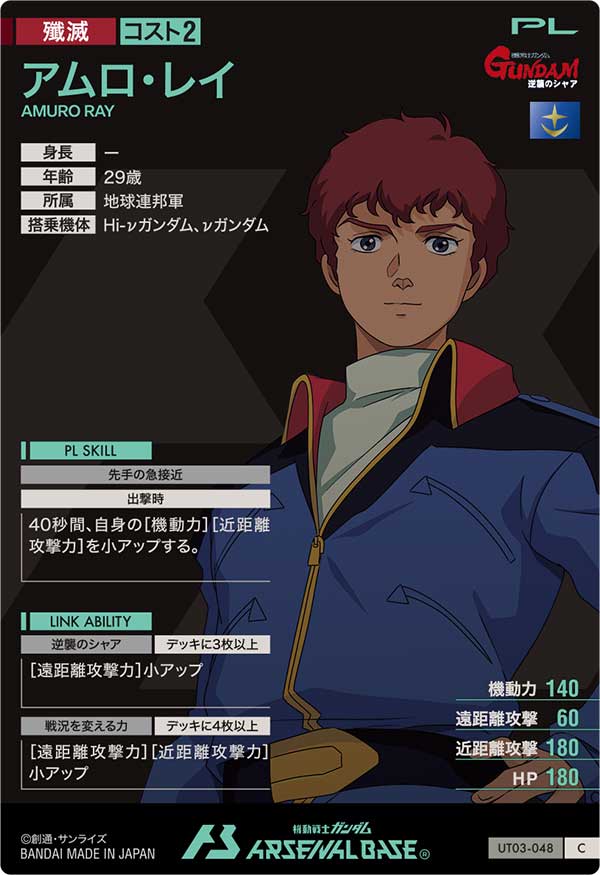 殲滅 コスト2 PL
アムロ・レイ
AMURO RAY
機動戦士ガンダム
GUNDAM
逆襲のシャア
身長 ー
年齢 29歳
所属 地球連邦軍
搭乗機体 Hi-νガンダム、νガンダム
PL SKILL
先手の急接近
出撃時
40秒間、自身の[機動力][近距離
攻撃力]を小アップする。
LINK ABILITY
逆襲のシャア デッキに3枚以上
[遠距離攻撃力]小アップ
戦況を変える力 デッキに4枚以上
[遠距離攻撃力][近距離攻撃力]
小アップ
機動力 140
遠距離攻撃 60
近距離攻撃 180
HP 180
©創通・サンライズ
BANDAI MADE IN JAPAN
機動戦士ガンダム
ARSENAL BASE®
UT03-048 C